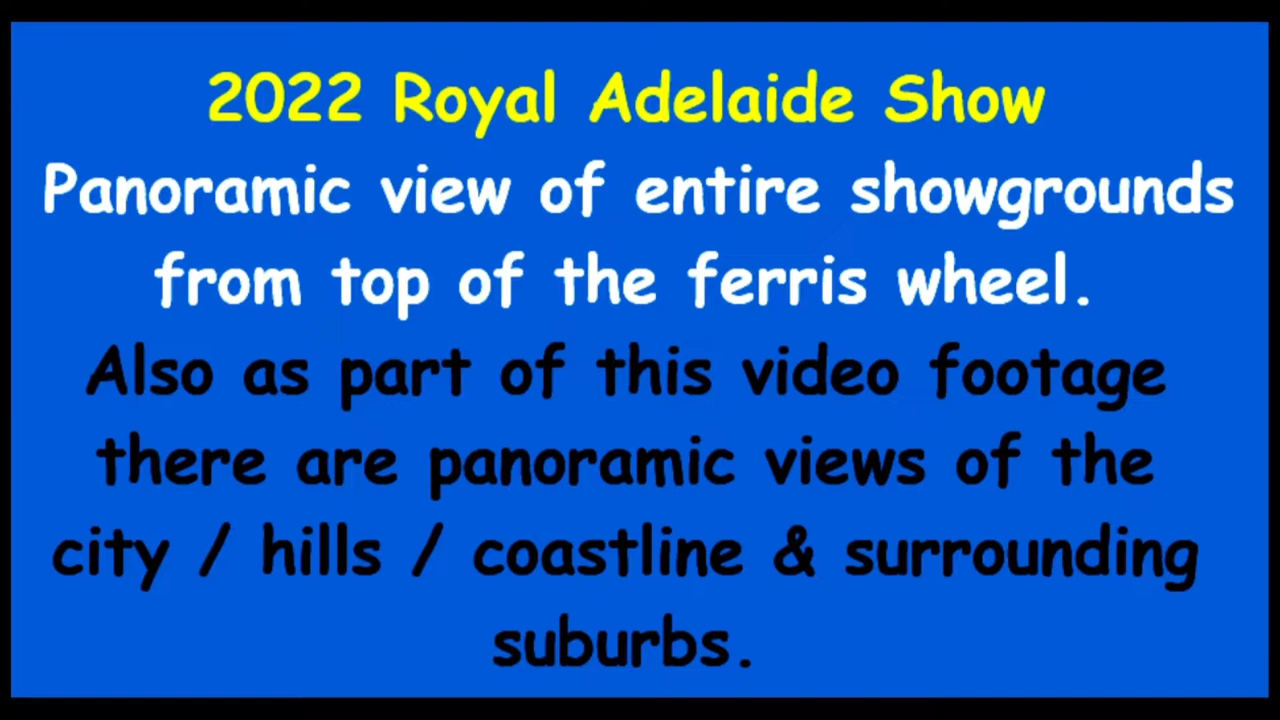 2022 Royal Adelaide Show
Panoramic view of entire showgrounds
from top of the ferris wheel.
Also as part of this video footage
there are panoramic views of the
city / hills / coastline & surrounding
suburbs.